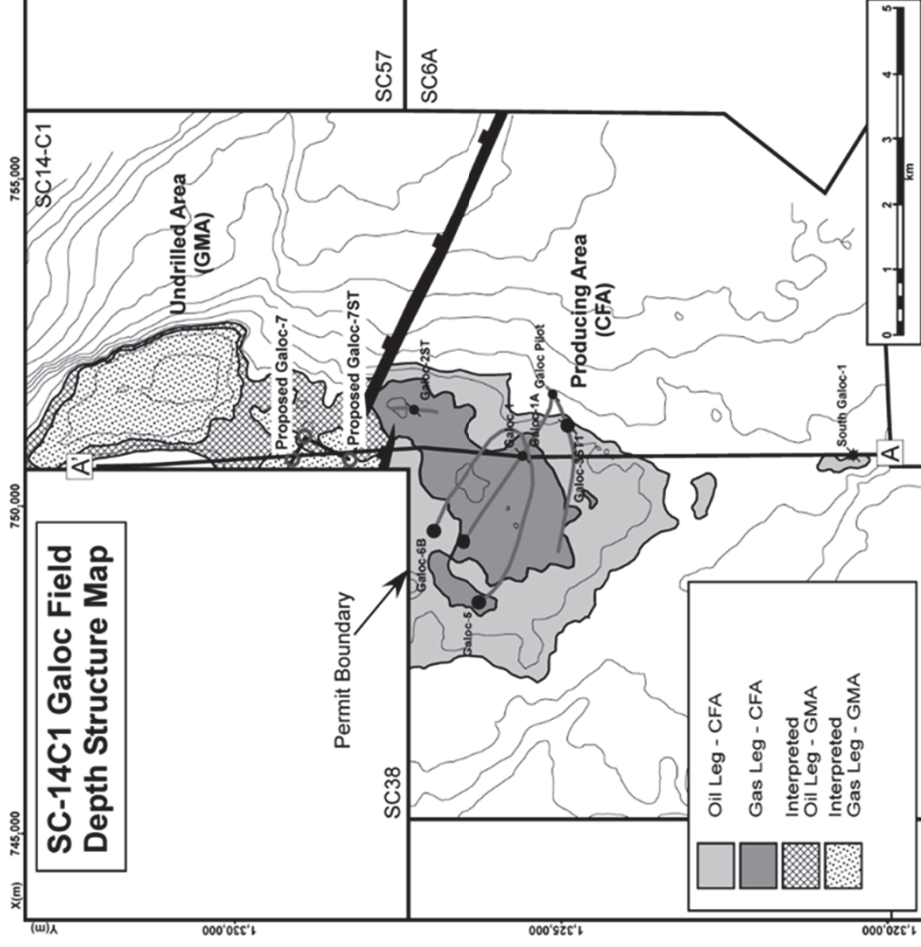 SC-14C1 Galoc Field
Depth Structure Map
X(m)
745,000
750,000
755,000
Y(m)
1,330,000
1,325,000
1,320,000
SC14-C1
SC57
SC6A
SC38
A'
A
Undrilled Area
(GMA)
Proposed Galoc-7
Proposed Galoc-7ST
Permit Boundary
Galoc-2ST
Galoc-6B
Galoc-5
Galoc-1
Galoc-1A
Galoc Pilot
Galoc-3ST1
Producing Area
(CFA)
South Galoc-1
Oil Leg - CFA
Gas Leg - CFA
Interpreted
Oil Leg - GMA
Interpreted
Gas Leg - GMA
0 1 2 3 4 5
km